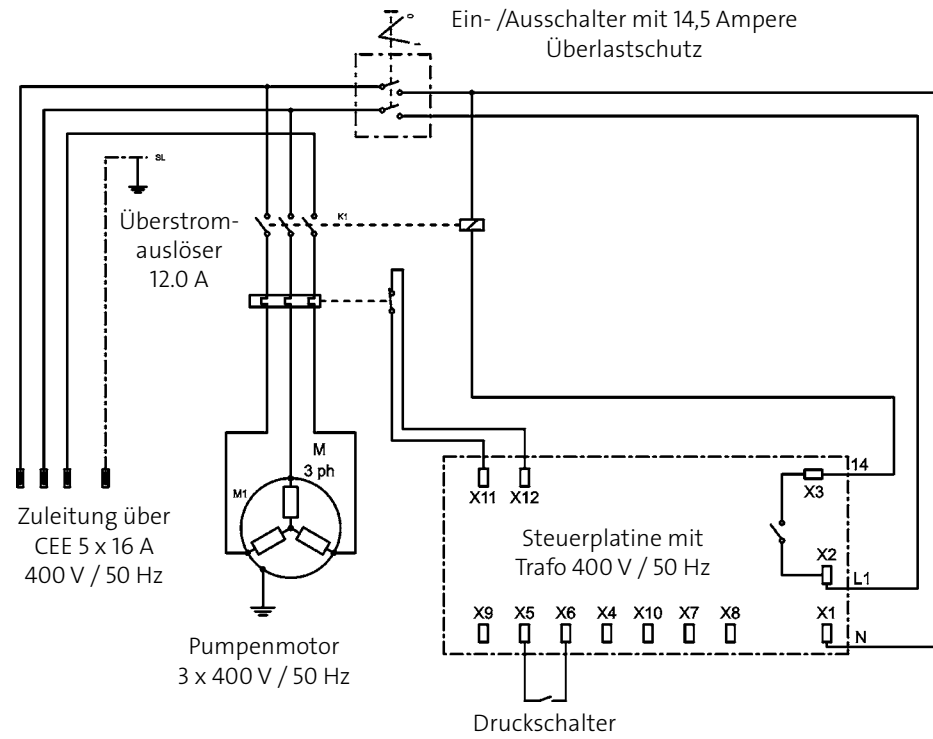 Ein- /Ausschalter mit 14,5 Ampere
Überlastschutz
SL
Überstrom-
auslöser
12.0 A
K1
M
3 ph
M1
Zuleitung über
CEE 5 x 16 A
400 V / 50 Hz
Pumpenmotor
3 x 400 V / 50 Hz
X11
X12
X3
14
Steuerplatine mit
Trafo 400 V / 50 Hz
X2
L1
X9
X5
X6
X4
X10
X7
X8
X1
N
Druckschalter